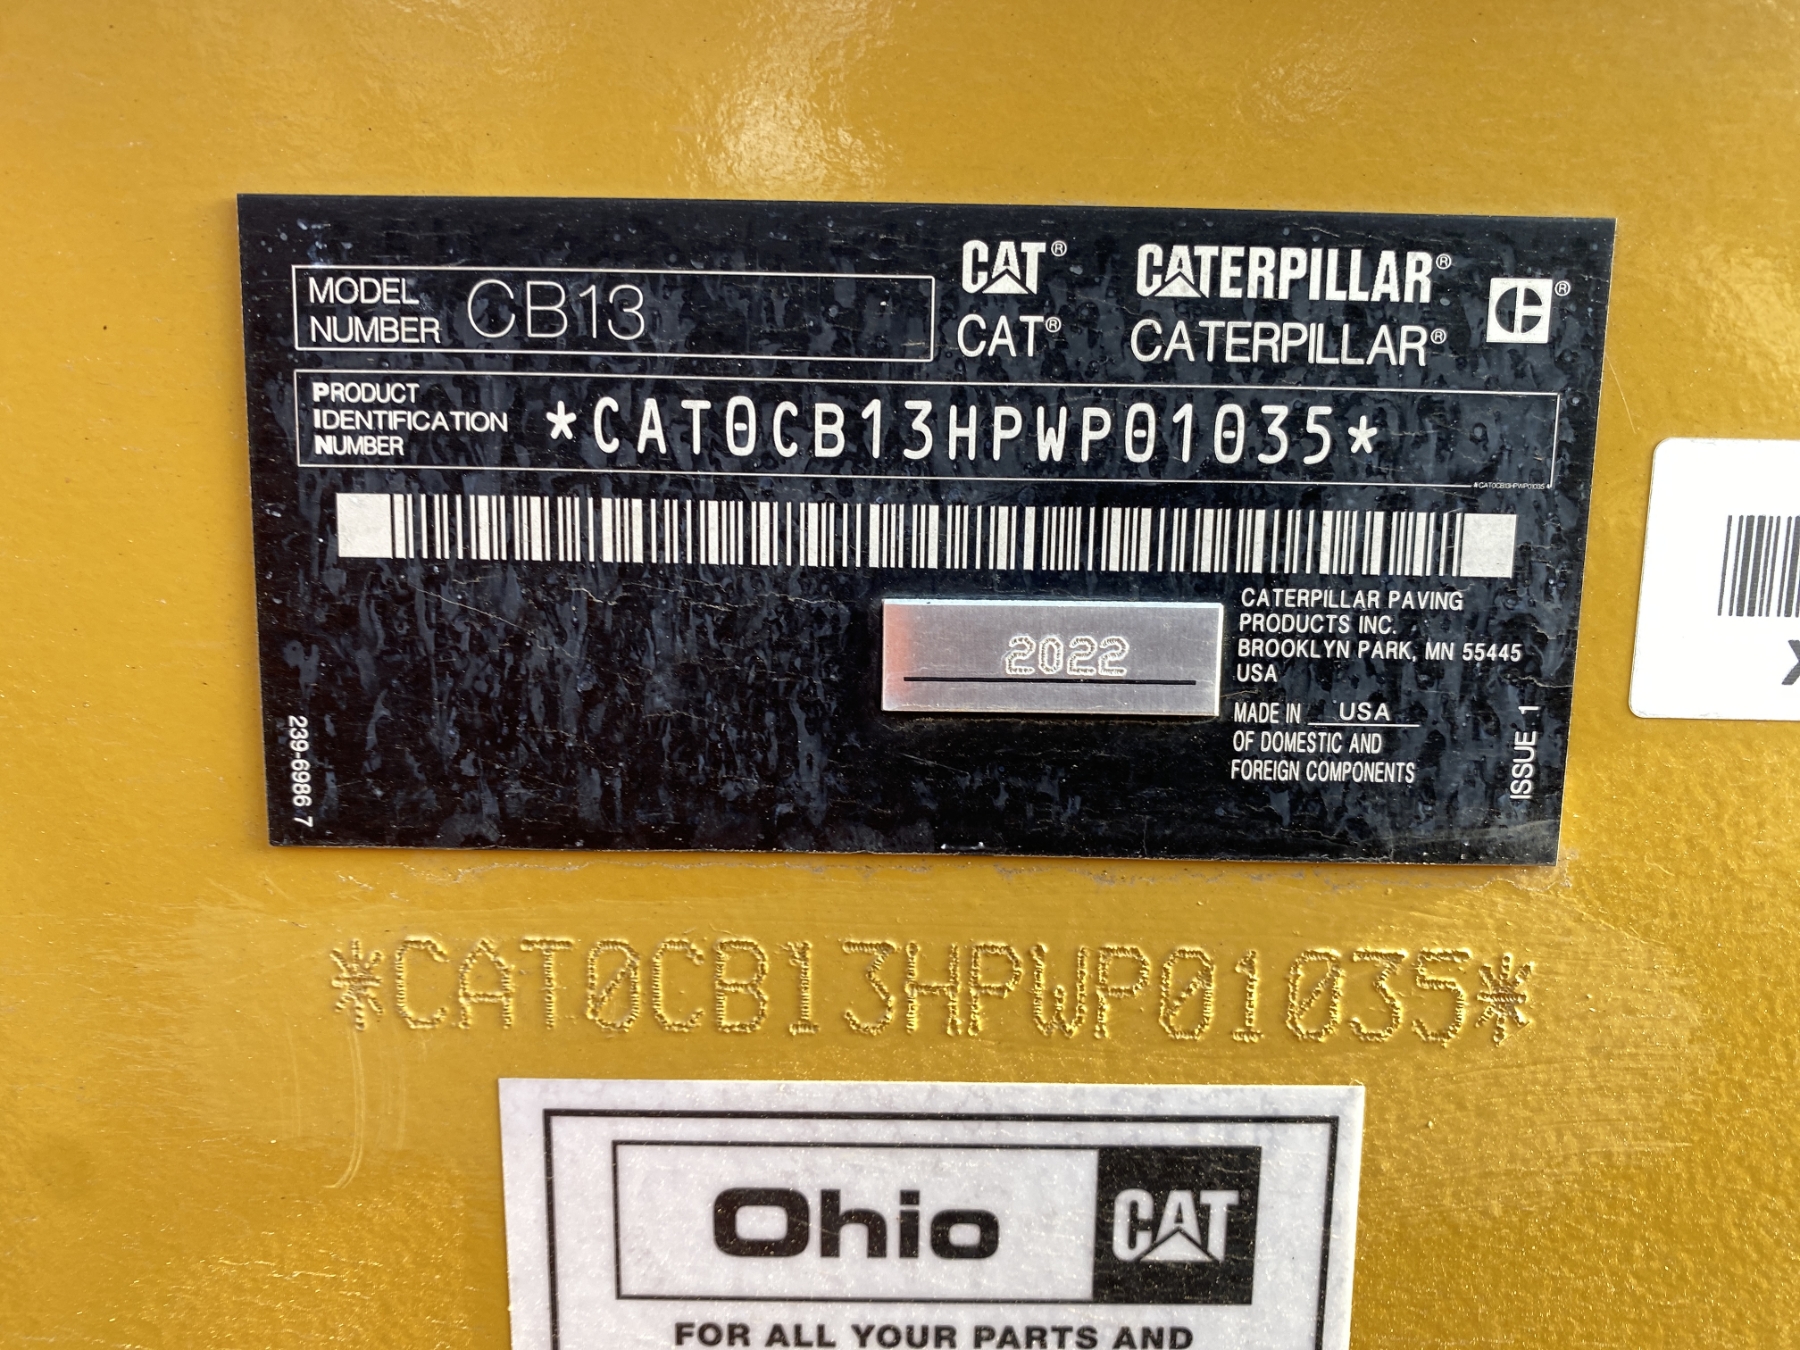 MODEL NUMBER CB13
CAT® CATERPILLAR®
CAT® CATERPILLAR®
PRODUCT IDENTIFICATION NUMBER *CAT0CB13HPWP01035*
*CAT0CB13HPWP01035*
2022
CATERPILLAR PAVING
PRODUCTS INC.
BROOKLYN PARK, MN 55445
USA
MADE IN USA
OF DOMESTIC AND
FOREIGN COMPONENTS
239-6986 7
ISSUE 1
*CAT0CB13HPWP01035*
Ohio CAT
FOR ALL YOUR PARTS AND